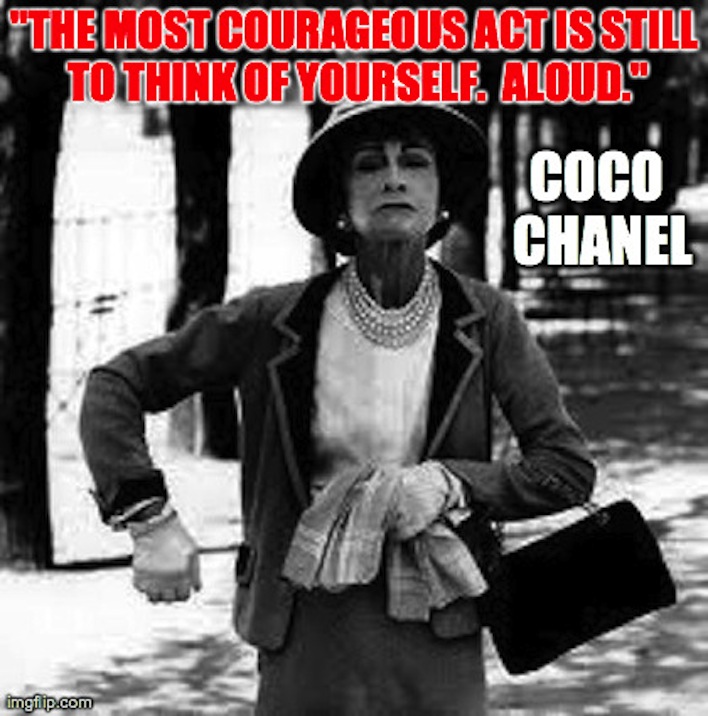 "THE MOST COURAGEOUS ACT IS STILL
TO THINK OF YOURSELF.  ALOUD."
COCO
CHANEL
imgflip.com